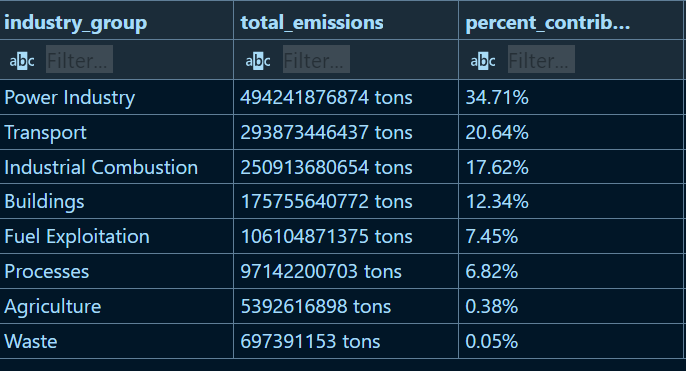 industry_group total_emissions percent_contrib...
abc Filter... abc Filter... abc Filter...
Power Industry 494241876874 tons 34.71%
Transport 293873446437 tons 20.64%
Industrial Combustion 250913680654 tons 17.62%
Buildings 175755640772 tons 12.34%
Fuel Exploitation 106104871375 tons 7.45%
Processes 97142200703 tons 6.82%
Agriculture 5392616898 tons 0.38%
Waste 697391153 tons 0.05%